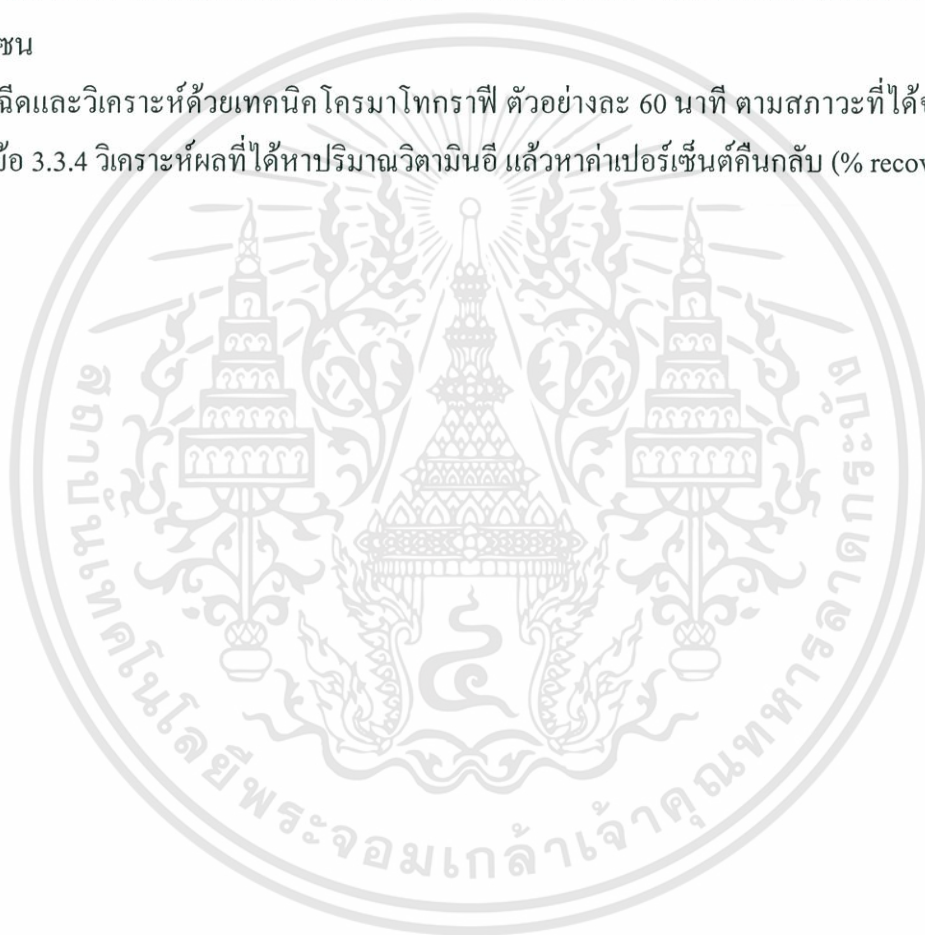 ซน
ฉีดและวิเคราะห์ด้วยเทคนิคโครมาโทกราฟี ตัวอย่างละ 60 นาที ตามสภาวะที่ได้จ
ข้อ 3.3.4 วิเคราะห์ผลที่ได้หาปริมาณวิตามินอี แล้วหาค่าเปอร์เซ็นต์คืนกลับ (% recov
สถาบันเทคโนโลยีพระจอมเกล้าเจ้าคุณทหารลาดกระบัง
๔